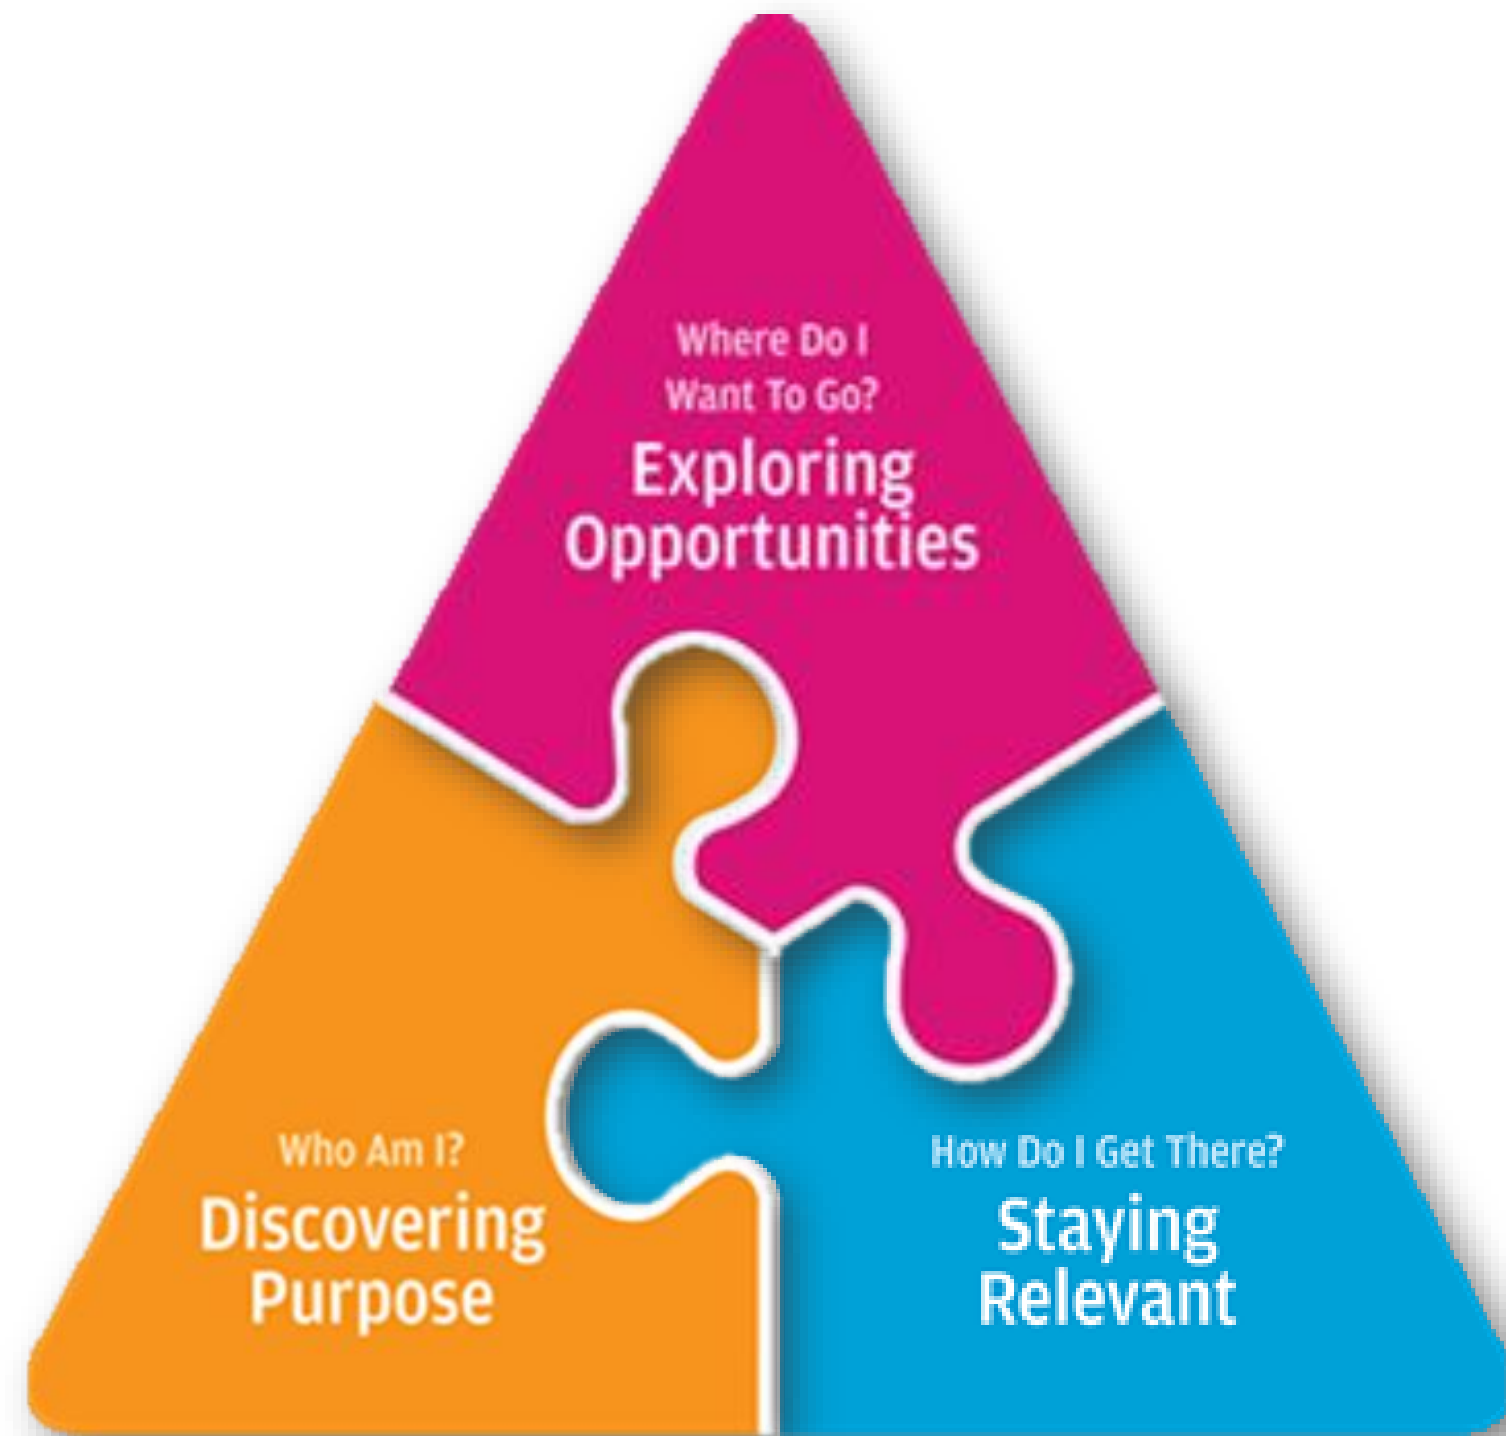 Where Do I
Want To Go?
Exploring
Opportunities
Who Am I?
Discovering
Purpose
How Do I Get There?
Staying
Relevant